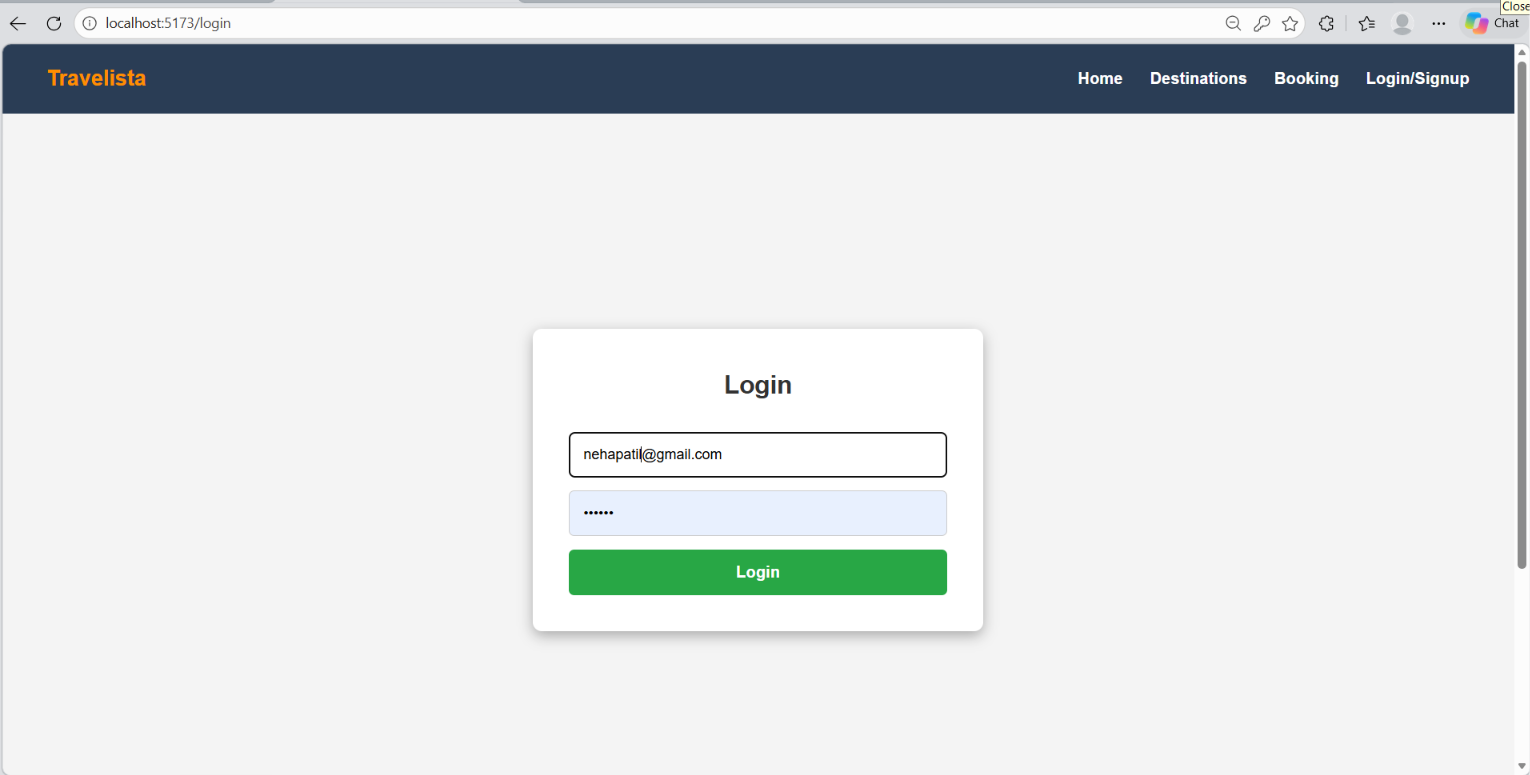 Close
localhost:5173/login
Chat
Travelista
Home Destinations Booking Login/Signup
Login
nehapatil@gmail.com
••••••
Login